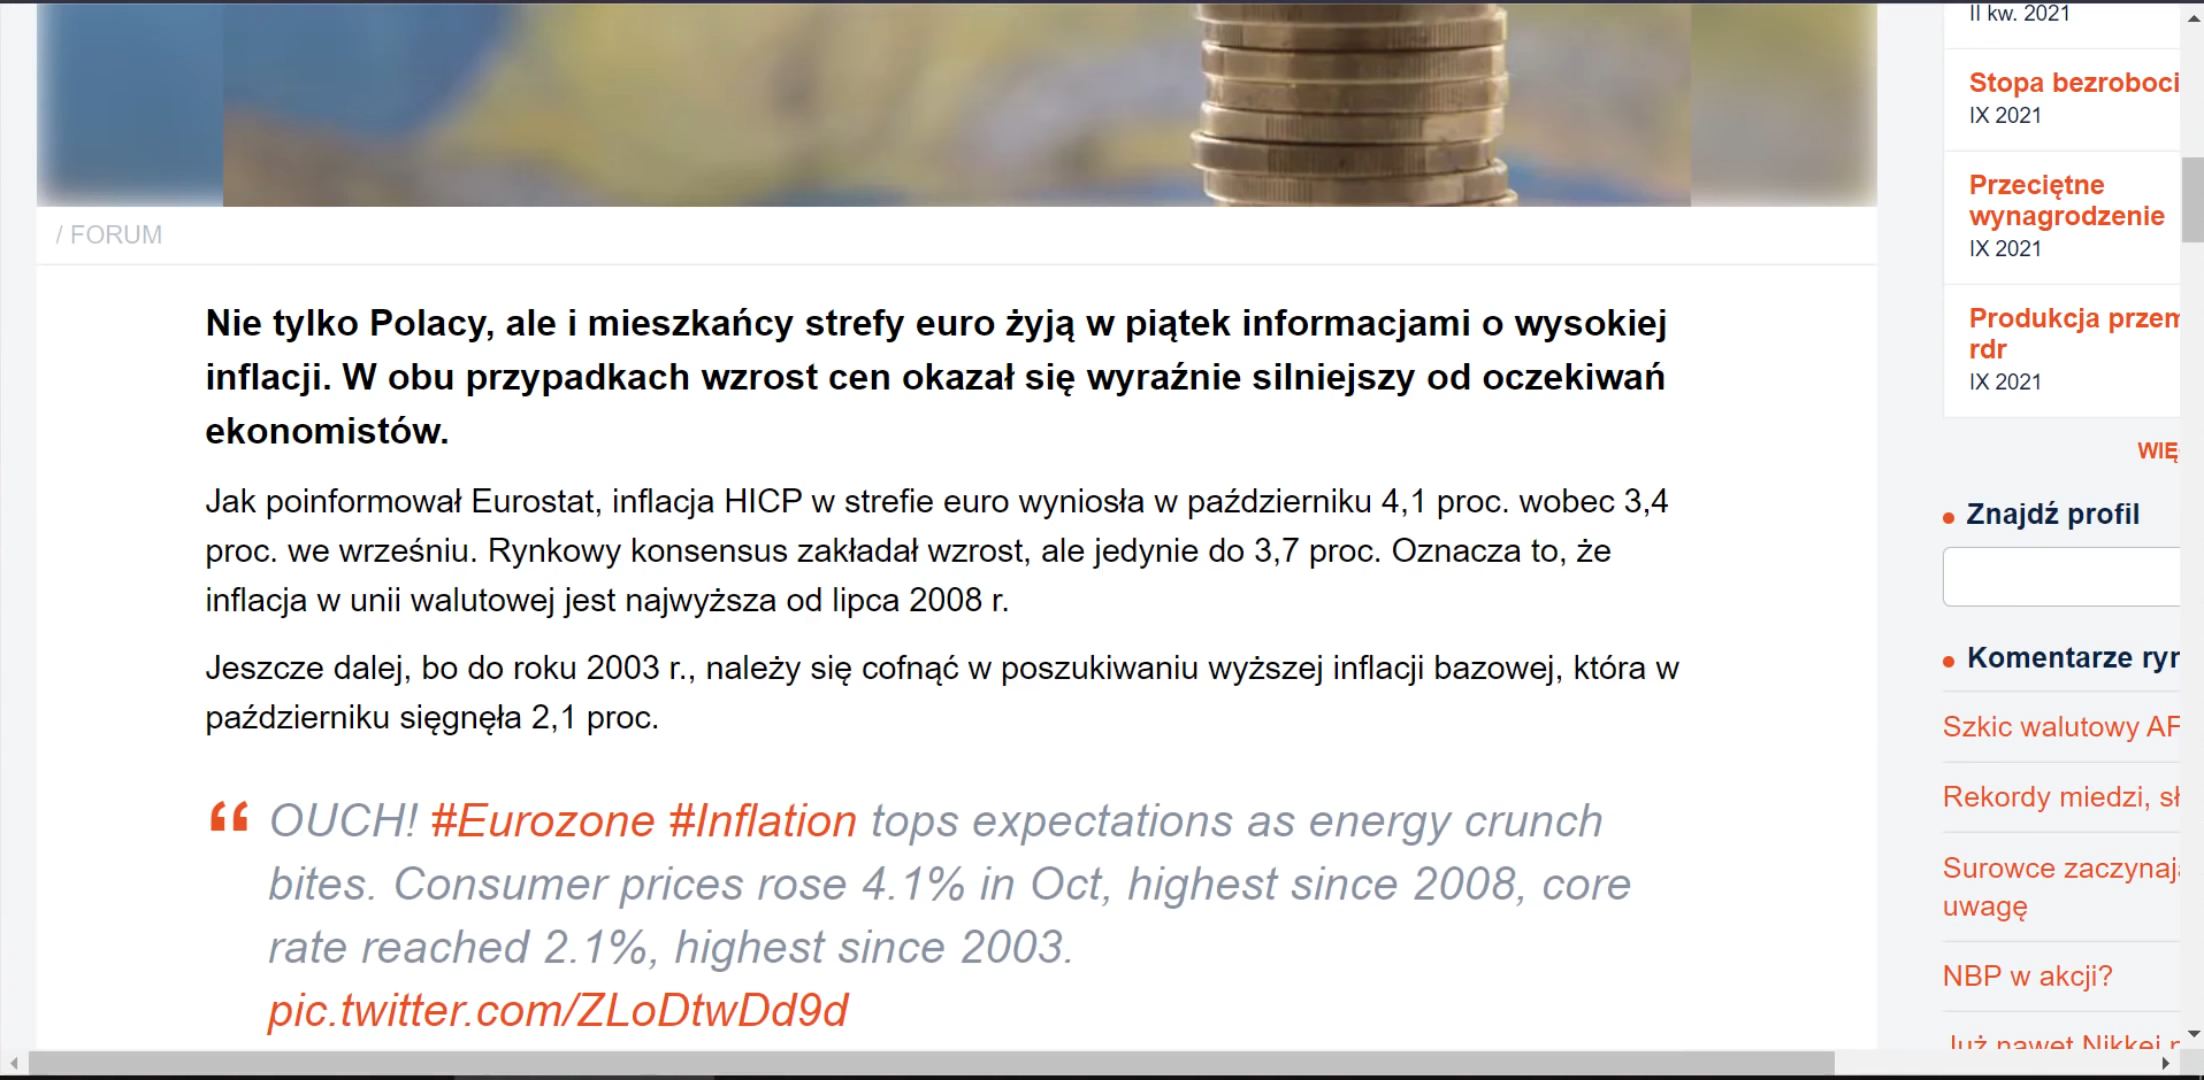 / FORUM
Nie tylko Polacy, ale i mieszkańcy strefy euro żyją w piątek informacjami o wysokiej
inflacji. W obu przypadkach wzrost cen okazał się wyraźnie silniejszy od oczekiwań
ekonomistów.
Jak poinformował Eurostat, inflacja HICP w strefie euro wyniosła w październiku 4,1 proc. wobec 3,4
proc. we wrześniu. Rynkowy konsensus zakładał wzrost, ale jedynie do 3,7 proc. Oznacza to, że
inflacja w unii walutowej jest najwyższa od lipca 2008 r.
Jeszcze dalej, bo do roku 2003 r., należy się cofnąć w poszukiwaniu wyższej inflacji bazowej, która w
październiku sięgnęła 2,1 proc.
“ OUCH! #Eurozone #Inflation tops expectations as energy crunch
bites. Consumer prices rose 4.1% in Oct, highest since 2008, core
rate reached 2.1%, highest since 2003.
pic.twitter.com/ZLoDtwDd9d
II kw. 2021
Stopa bezroboci
IX 2021
Przeciętne
wynagrodzenie
IX 2021
Produkcja przem
rdr
IX 2021
WIĘ
Znajdź profil
Komentarze ryn
Szkic walutowy AF
Rekordy miedzi, sł
Surowce zaczynają
uwagę
NBP w akcji?
Już nawet Nikkei